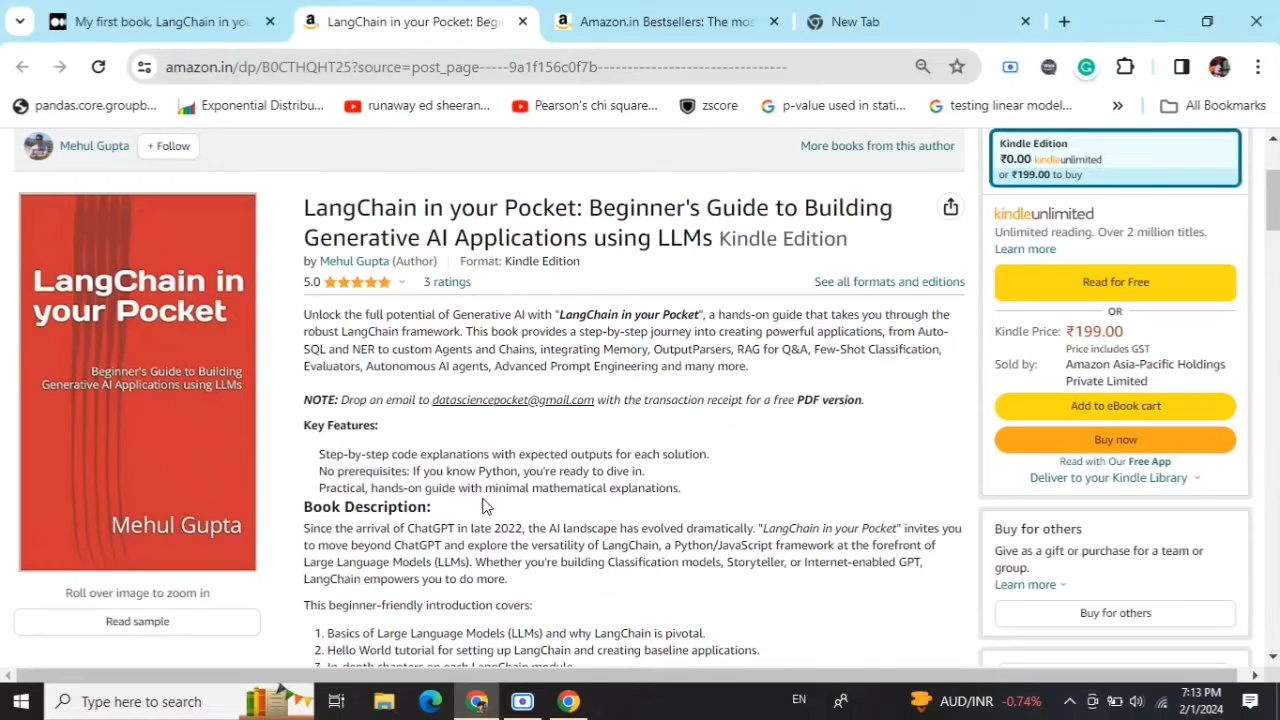 My first book, LangChain in you
LangChain in your Pocket: Begi
Amazon.in Bestsellers: The mos
New Tab
amazon.in/dp/B0CTHQHT25?source=post_page-----9a1f156c0f7b--------------------------------
pandas.core.groupb...
Exponential Distribu...
runaway ed sheeran...
Pearson's chi square...
zscore
p-value used in stati...
testing linear model...
All Bookmarks
Mehul Gupta
+ Follow
More books from this author
LangChain in your Pocket: Beginner's Guide to Building
Generative AI Applications using LLMs Kindle Edition
by Mehul Gupta (Author) Format: Kindle Edition
5.0 3 ratings
See all formats and editions
Unlock the full potential of Generative AI with "LangChain in your Pocket", a hands-on guide that takes you through the
robust LangChain framework. This book provides a step-by-step journey into creating powerful applications, from Auto-
SQL and NER to custom Agents and Chains, integrating Memory, OutputParsers, RAG for Q&A, Few-Shot Classification,
Evaluators, Autonomous AI agents, Advanced Prompt Engineering and many more.
NOTE: Drop an email to datasciencepocket@gmail.com with the transaction receipt for a free PDF version.
Key Features:
Step-by-step code explanations with expected outputs for each solution.
No prerequisites: If you know Python, you're ready to dive in.
Practical, hands-on guide with minimal mathematical explanations.
Book Description:
Since the arrival of ChatGPT in late 2022, the AI landscape has evolved dramatically. "LangChain in your Pocket" invites you
to move beyond ChatGPT and explore the versatility of LangChain, a Python/JavaScript framework at the forefront of
Large Language Models (LLMs). Whether you're building Classification models, Storyteller, or Internet-enabled GPT,
LangChain empowers you to do more.
This beginner-friendly introduction covers:
1. Basics of Large Language Models (LLMs) and why LangChain is pivotal.
2. Hello World tutorial for setting up LangChain and creating baseline applications.
3. In-depth chapters on each LangChain module.
LangChain in
your Pocket
Beginner's Guide to Building
Generative AI Applications using LLMs
Mehul Gupta
Roll over image to zoom in
Read sample
Kindle Edition
₹0.00 kindleunlimited
or ₹199.00 to buy
kindleunlimited
Unlimited reading. Over 2 million titles.
Learn more
Read for Free
OR
Kindle Price: ₹199.00
Price includes GST
Sold by: Amazon Asia-Pacific Holdings
Private Limited
Add to eBook cart
Buy now
Read with Our Free App
Deliver to your Kindle Library
Buy for others
Give as a gift or purchase for a team or
group.
Learn more
Buy for others
Type here to search
EN
AUD/INR -0.74%
7:13 PM
2/1/2024